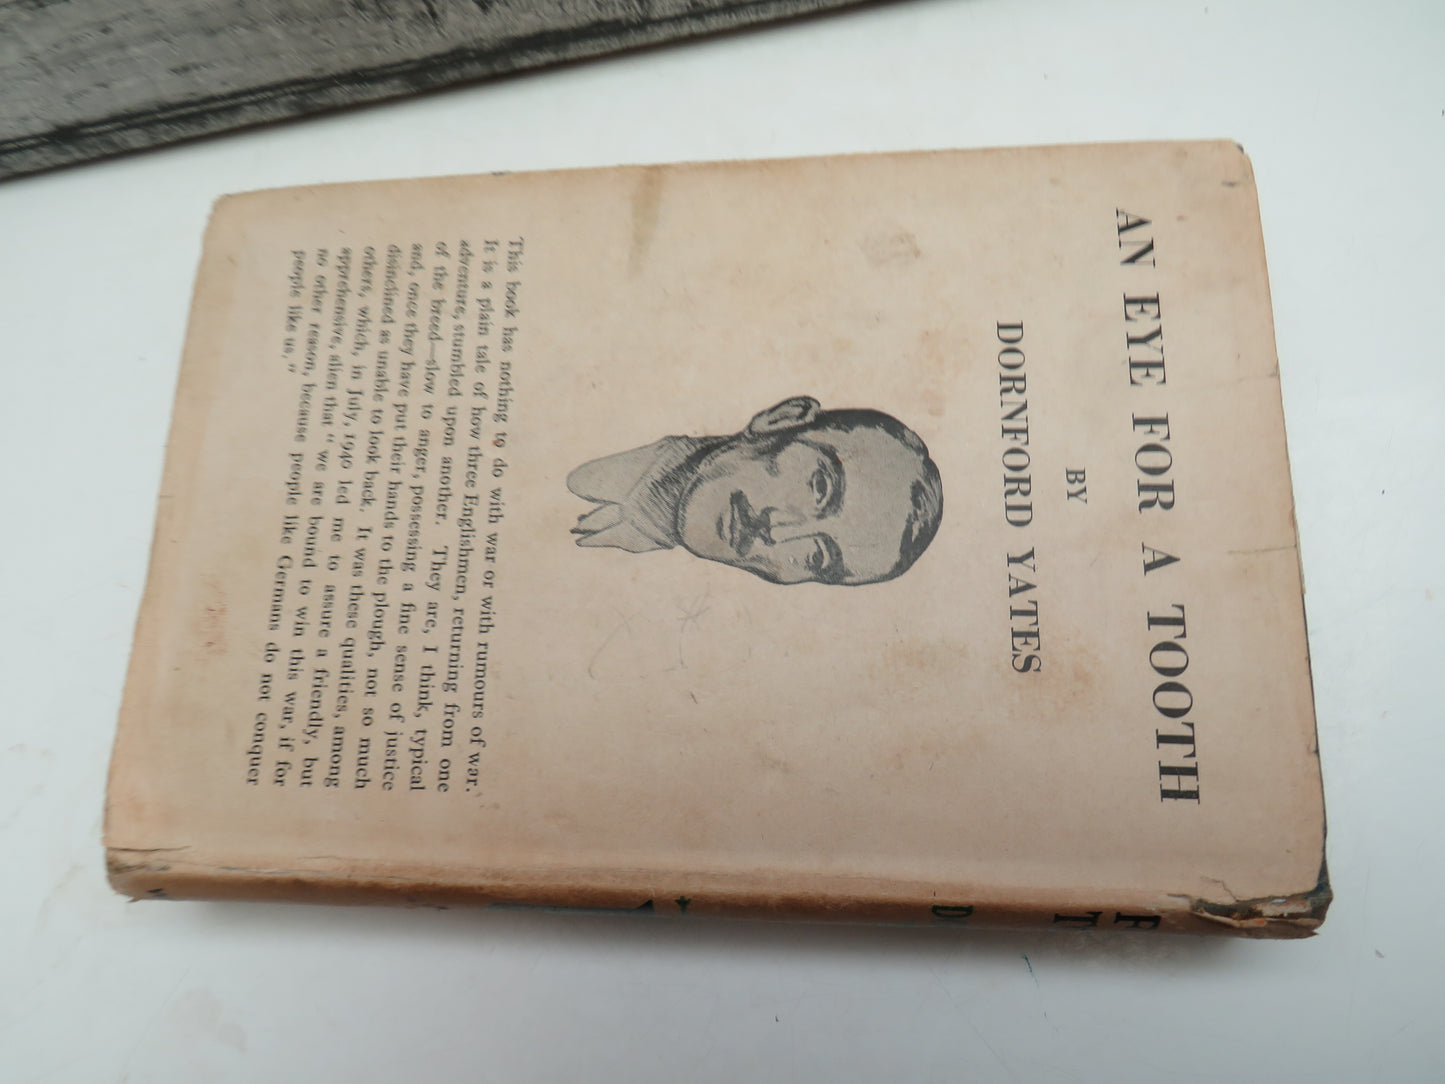 AN EYE FOR A TOOTH
BY
DORNFORD YATES
This book has nothing to do with war or with rumours of war.
It is a plain tale of how three Englishmen, returning from one
adventure, stumbled upon another. They are, I think, typical
of the breed—slow to anger, possessing a fine sense of justice
and, once they have put their hands to the plough, not so much
disinclined as unable to look back. It was these qualities, among
others, which, in July, 1940 led me to assure a friendly, but
apprehensive, alien that “we are bound to win this war, if for
no other reason, because people like Germans do not conquer
people like us.”